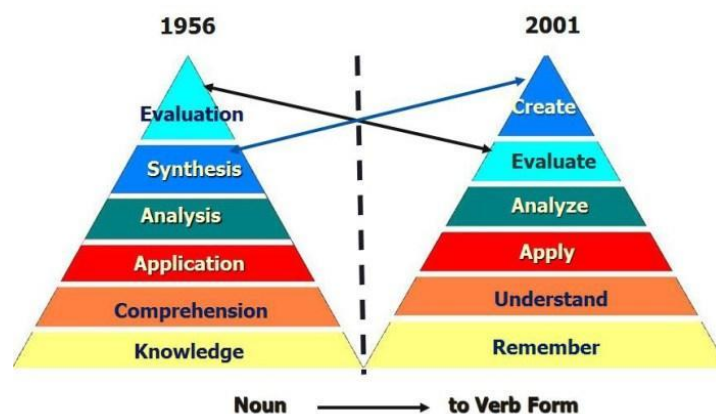 1956
2001
Evaluation
Synthesis
Analysis
Application
Comprehension
Knowledge
Create
Evaluate
Analyze
Apply
Understand
Remember
Noun to Verb Form